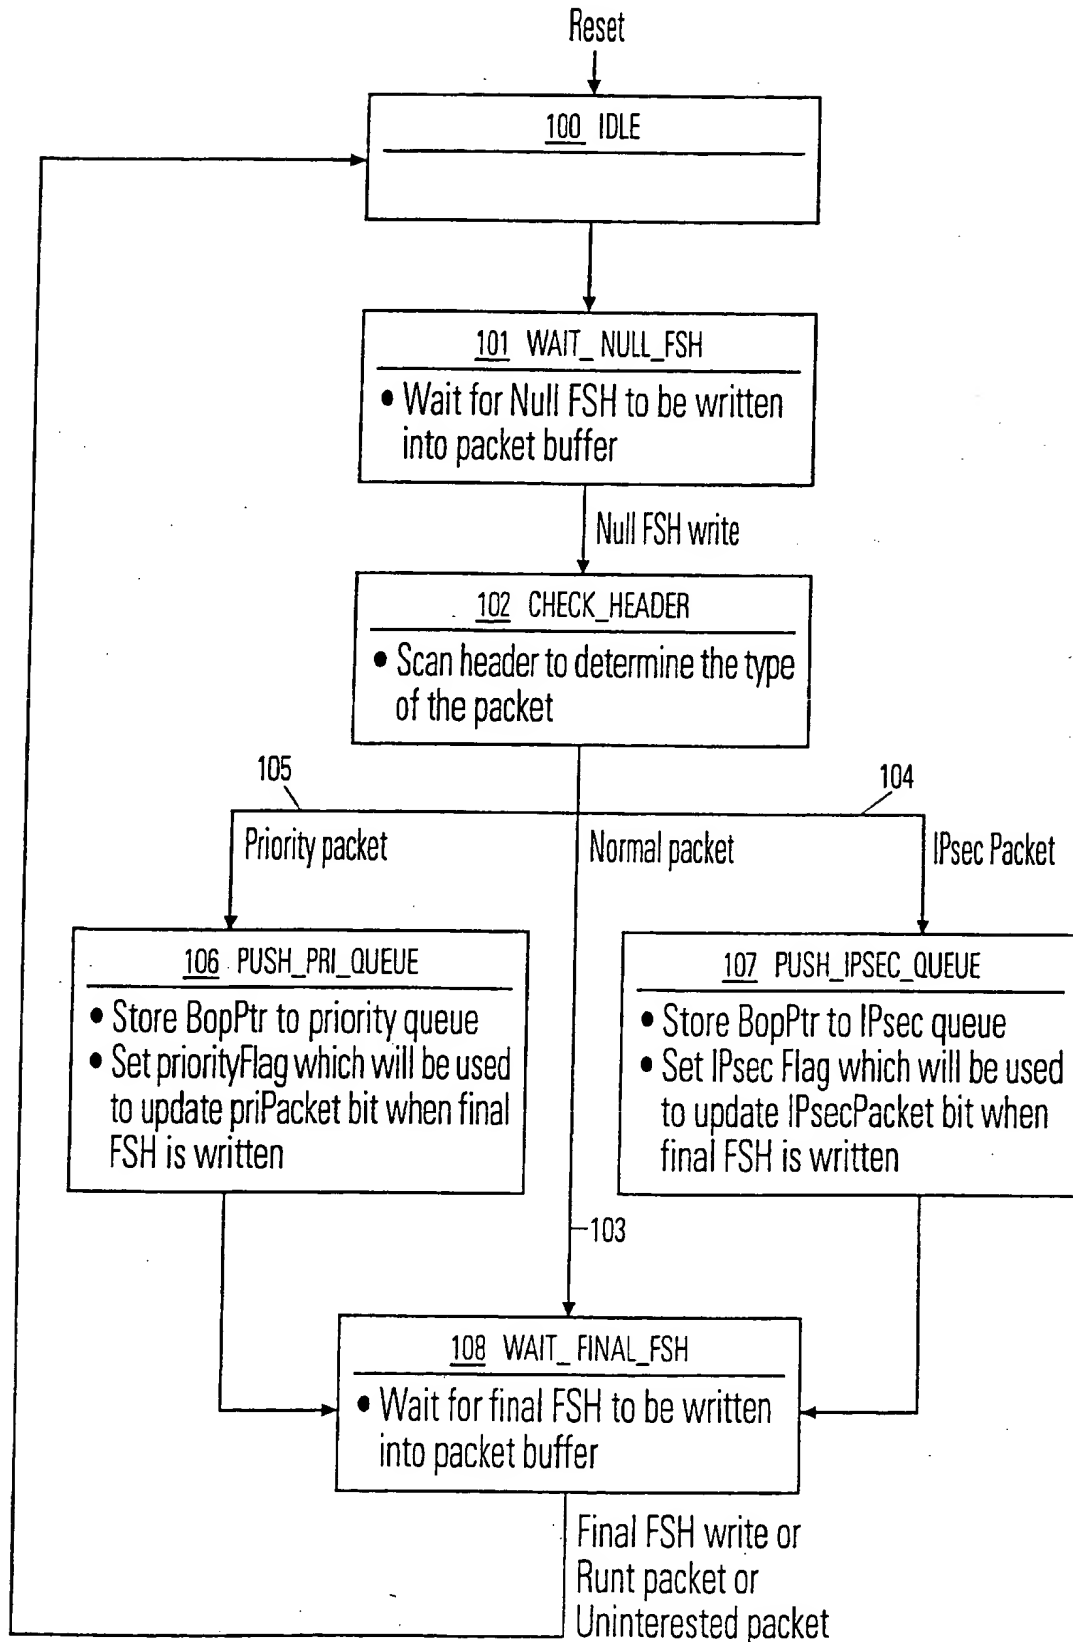 Reset
100 IDLE
101 WAIT_NULL_FSH
• Wait for Null FSH to be written
into packet buffer
Null FSH write
102 CHECK_HEADER
• Scan header to determine the type
of the packet
105
104
Priority packet
Normal packet
IPsec Packet
106 PUSH_PRI_QUEUE
• Store BopPtr to priority queue
• Set priorityFlag which will be used
to update priPacket bit when final
FSH is written
107 PUSH_IPSEC_QUEUE
• Store BopPtr to IPsec queue
• Set IPsec Flag which will be used
to update IPsecPacket bit when
final FSH is written
103
108 WAIT_FINAL_FSH
• Wait for final FSH to be written
into packet buffer
Final FSH write or
Runt packet or
Uninterested packet